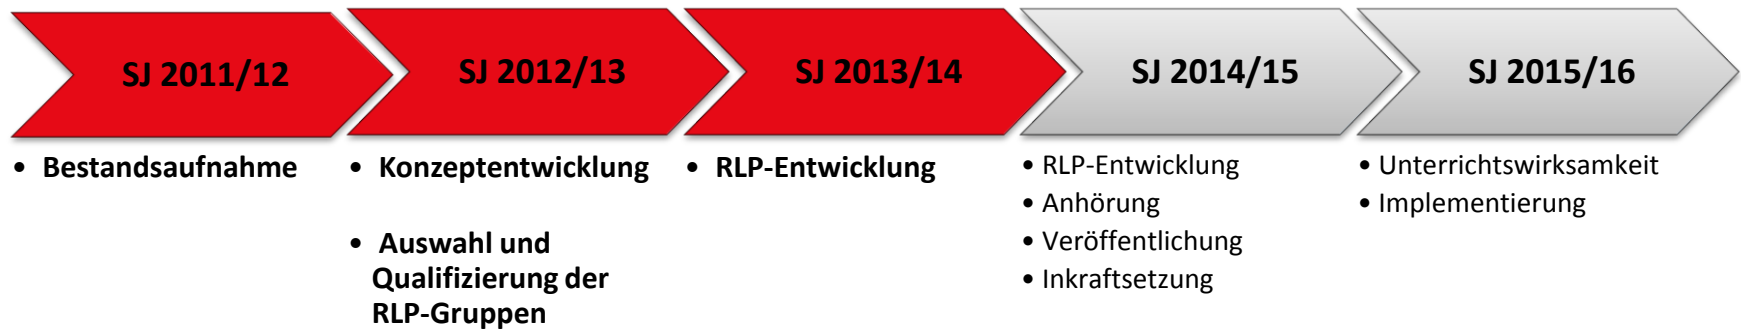 SJ 2011/12
SJ 2012/13
SJ 2013/14
SJ 2014/15
SJ 2015/16
• Bestandsaufnahme
• Konzeptentwicklung
• Auswahl und
Qualifizierung der
RLP-Gruppen
• RLP-Entwicklung
• RLP-Entwicklung
• Anhörung
• Veröffentlichung
• Inkraftsetzung
• Unterrichtswirksamkeit
• Implementierung